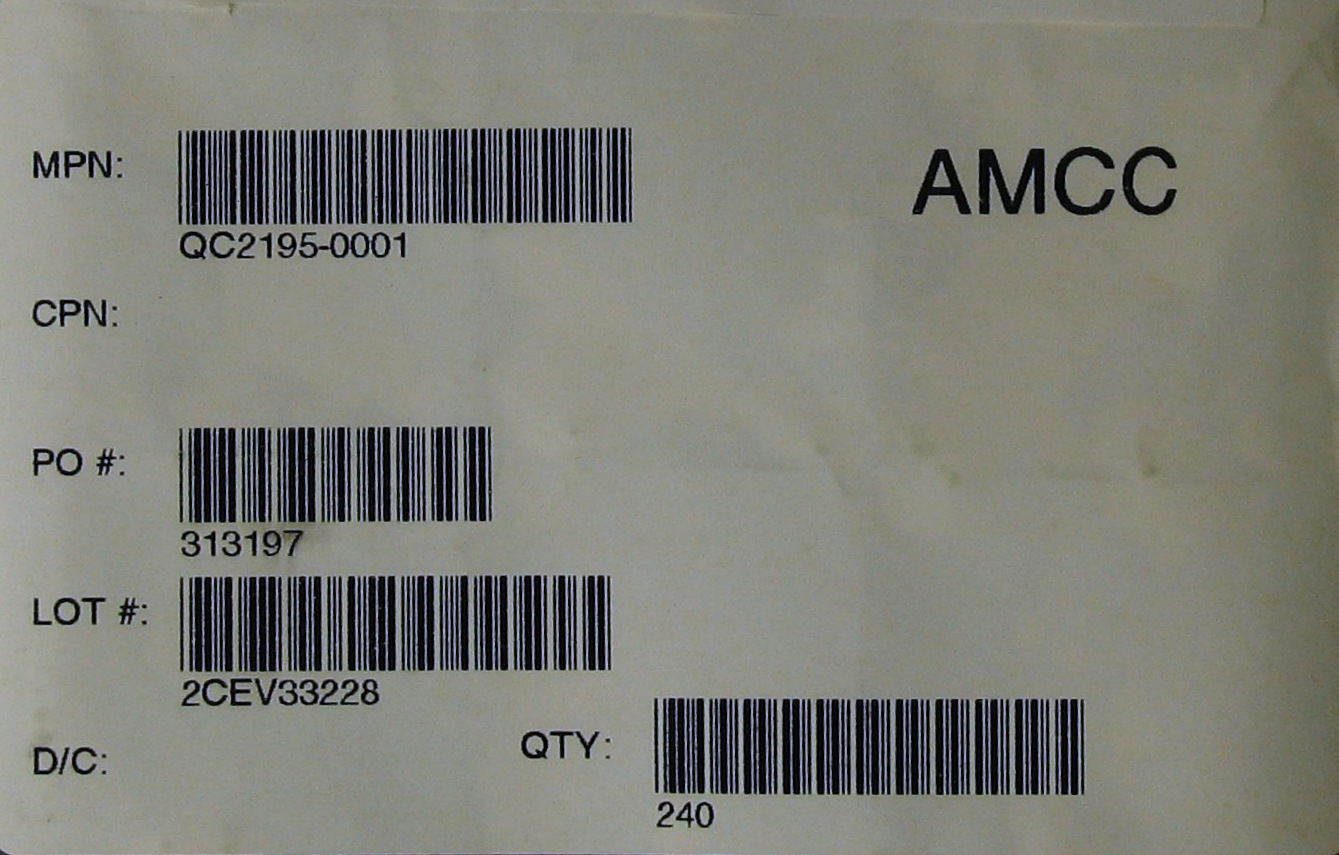 MPN:
AMCC
QC2195-0001
CPN:
PO #:
313197
LOT #:
2CEV33228
D/C:
QTY:
240